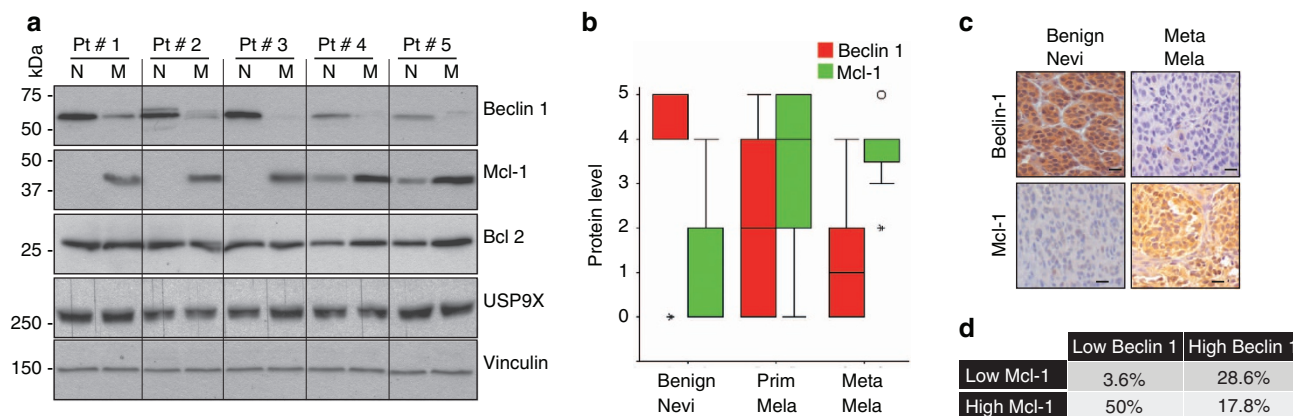 a
Pt # 1 Pt # 2 Pt # 3 Pt # 4 Pt # 5
kDa
N M N M N M N M N M
75
50
Beclin 1
50
37
Mcl-1
25
Bcl 2
250
USP9X
150
Vinculin
b
Beclin 1
Mcl-1
Protein level
5
4
3
2
1
0
Benign Nevi
Prim Mela
Meta Mela
c
Benign Nevi
Meta Mela
Beclin-1
Mcl-1
d
Low Beclin 1 High Beclin 1
Low Mcl-1 3.6% 28.6%
High Mcl-1 50% 17.8%